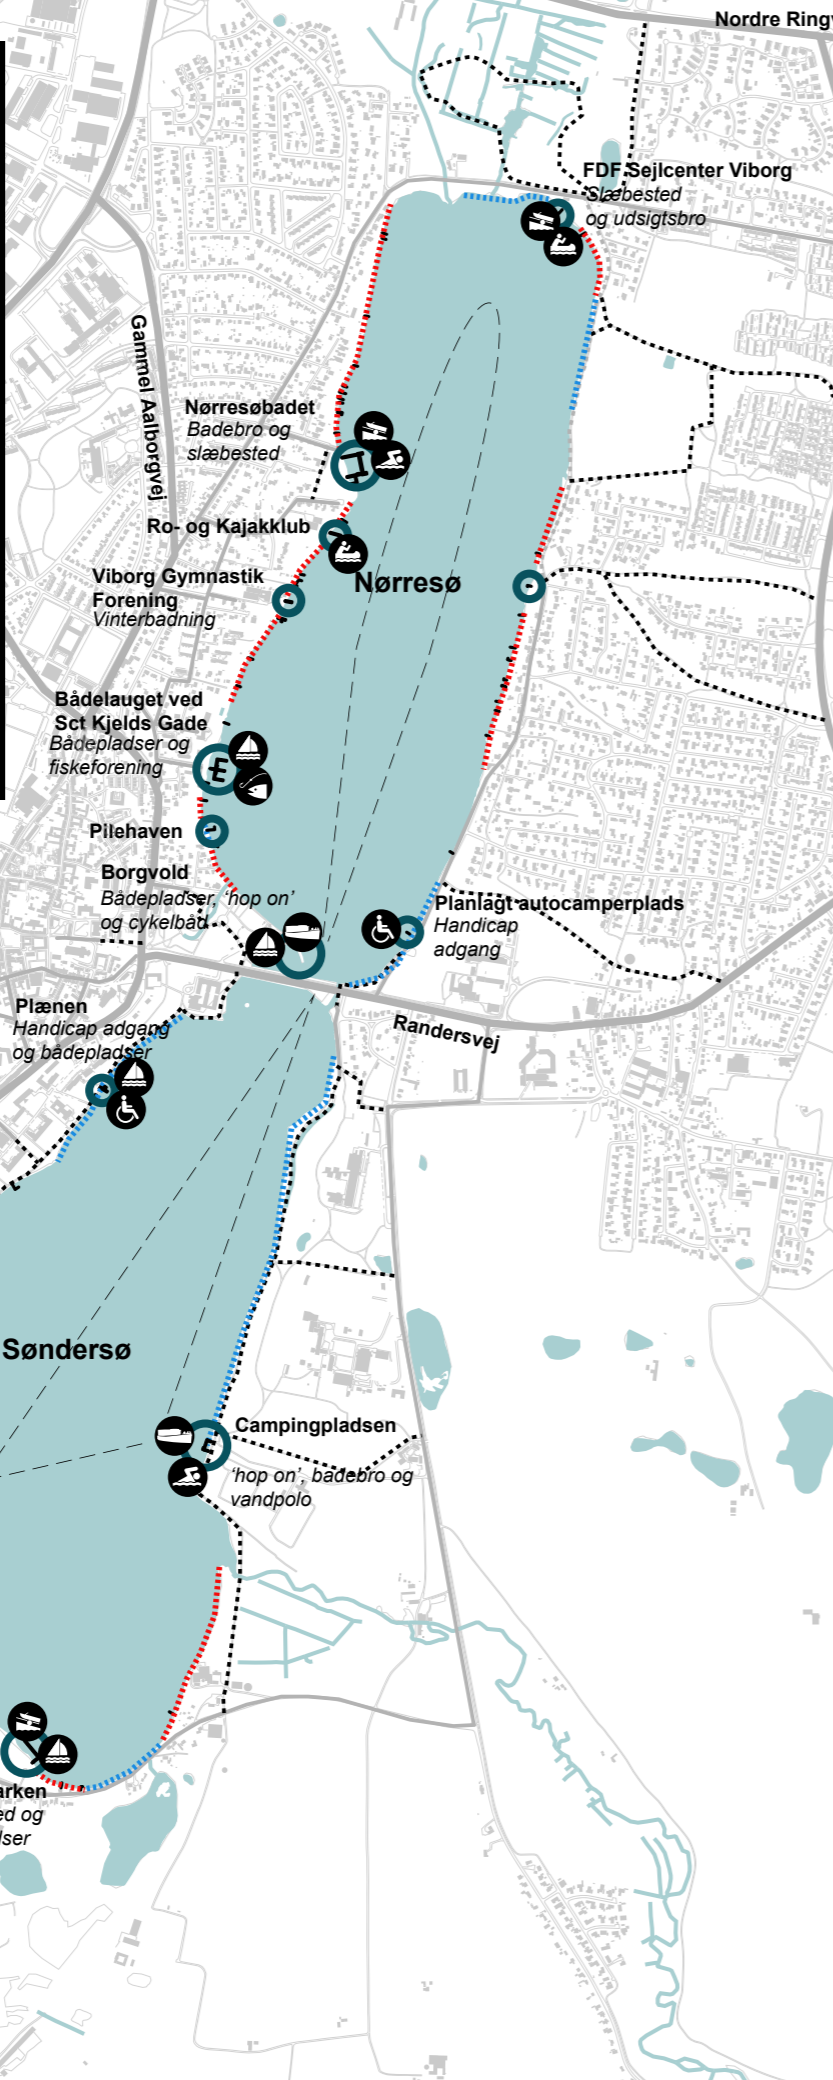 Nordre Ring
FDF Sejlcenter Viborg
Slæbested
og udsigtsbro
Gammel Aalborgvej
Nørresøbadet
Badebro og
slæbested
Ro- og Kajakklub
Nørresø
Viborg Gymnastik
Forening
Vinterbadning
Bådelauget ved
Sct Kjelds Gade
Bådepladser og
fiskeforening
Pilehaven
Borgvold
Bådepladser, ‘hop on’
og cykelbåd
Planlagt autocamperplads
Handicap
adgang
Plænen
Handicap adgang
og bådepladser
Randersvej
Søndersø
Campingpladsen
‘hop on’, badebro og
vandpolo
arken
ed og
lser